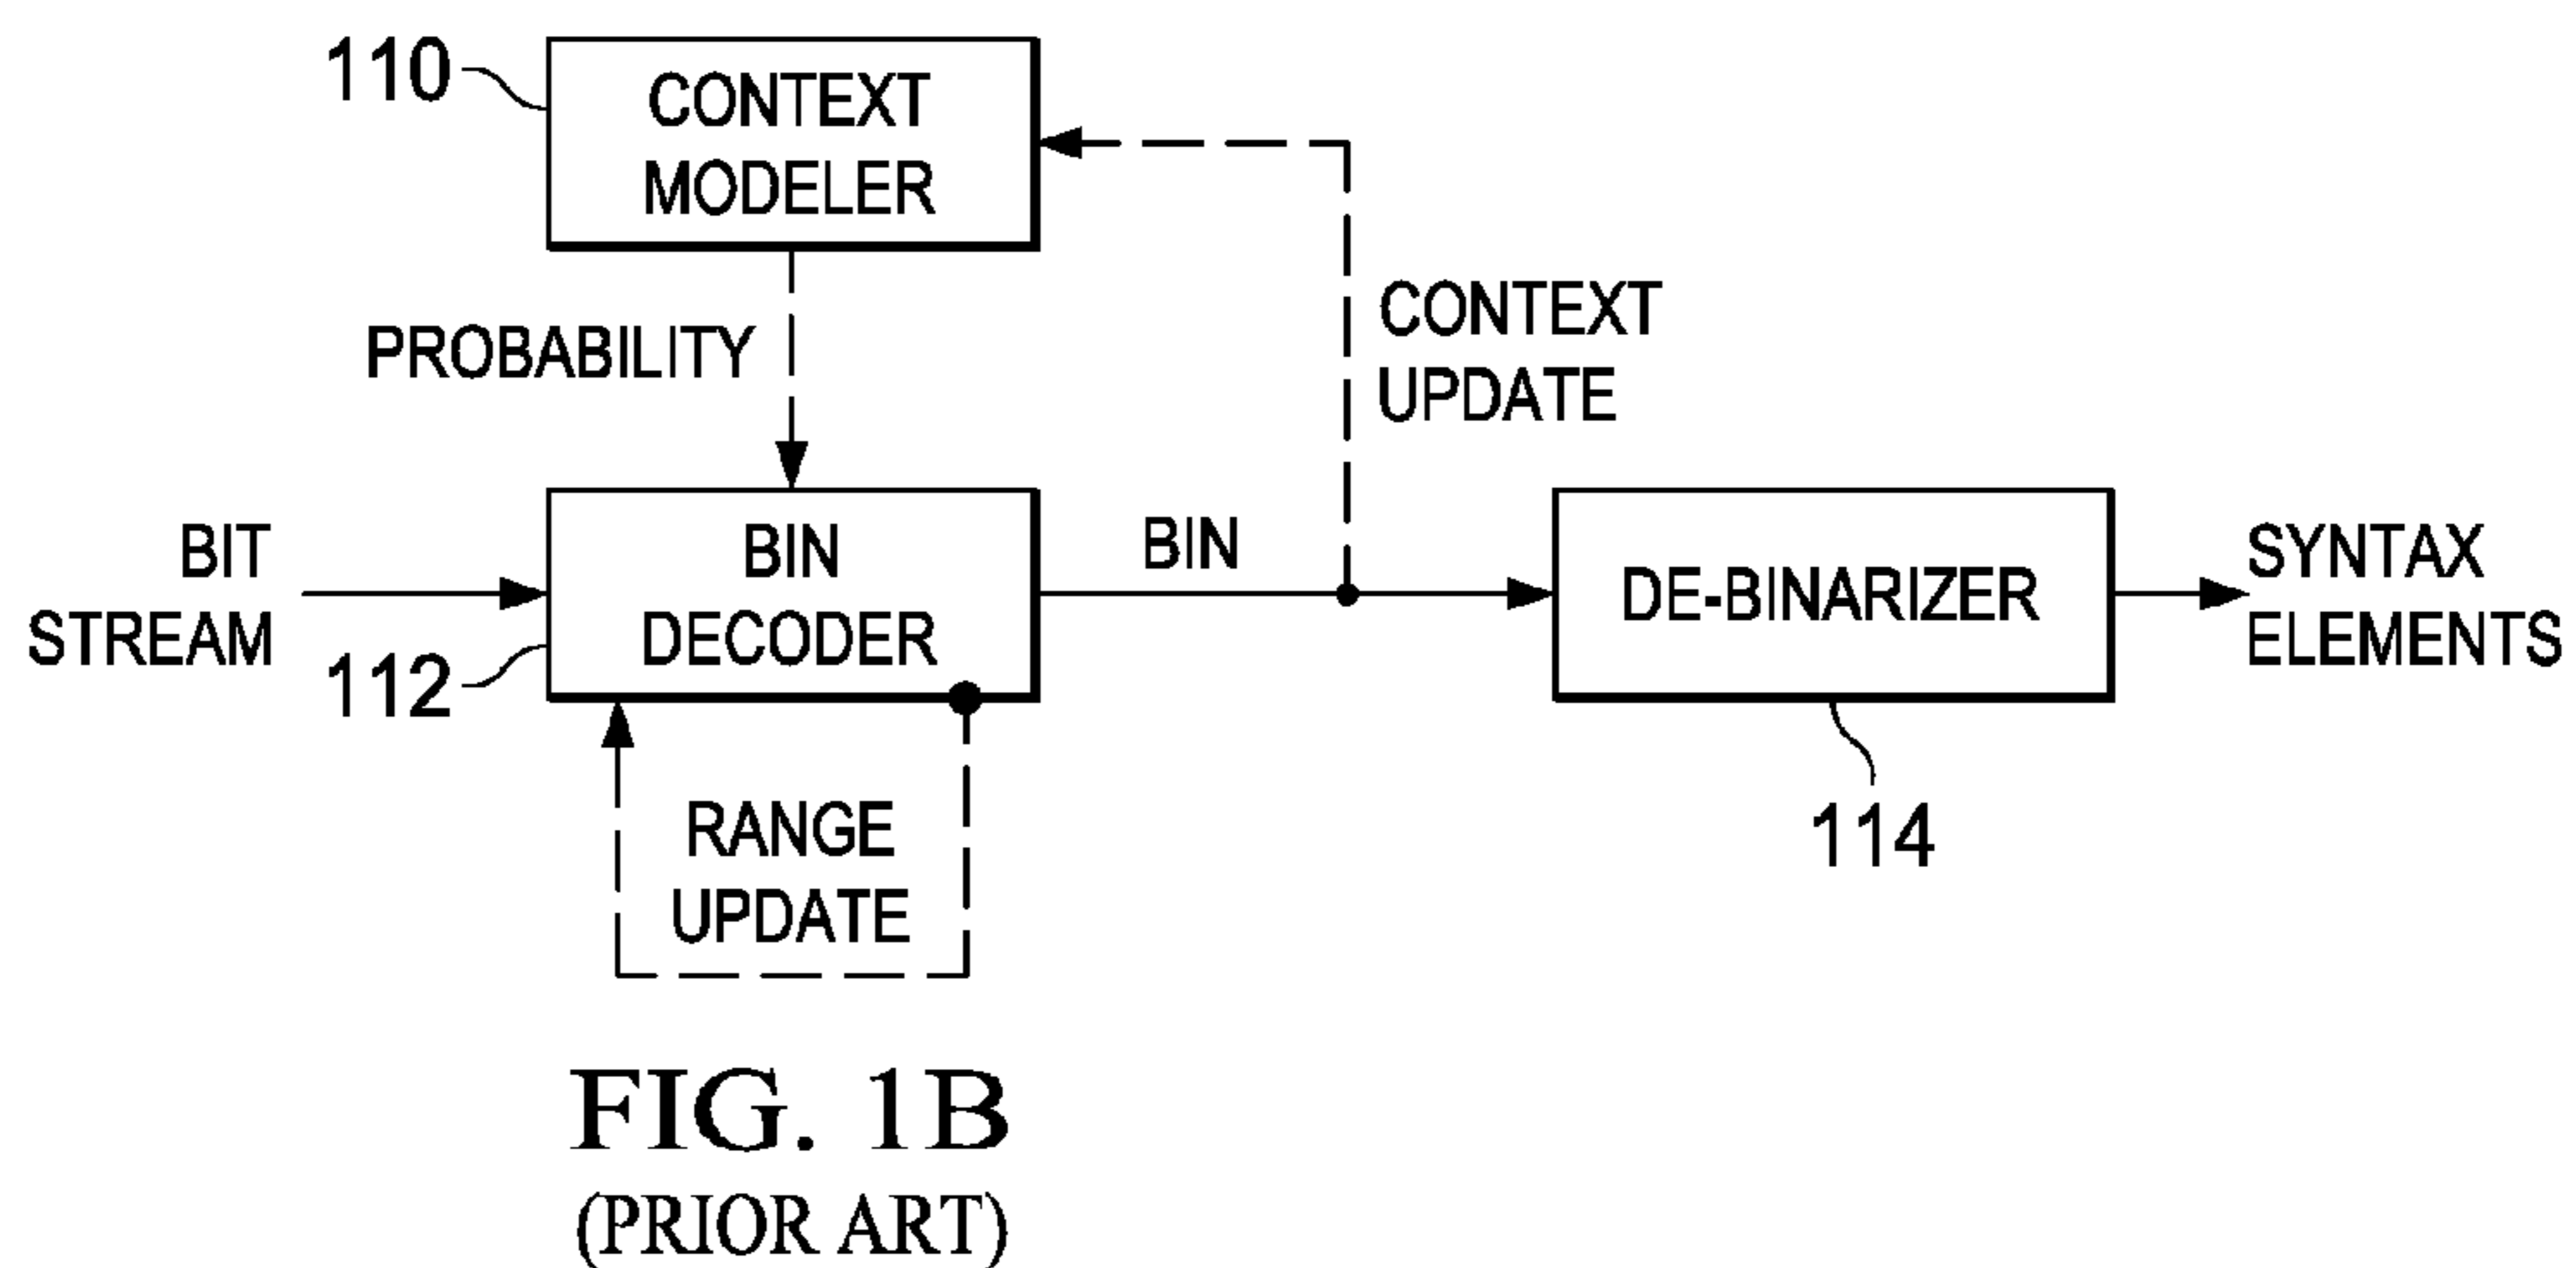 110
CONTEXT
MODELER
PROBABILITY
CONTEXT
UPDATE
BIT
STREAM
112
BIN
DECODER
BIN
DE-BINARIZER
SYNTAX
ELEMENTS
RANGE
UPDATE
114
FIG. 1B
(PRIOR ART)